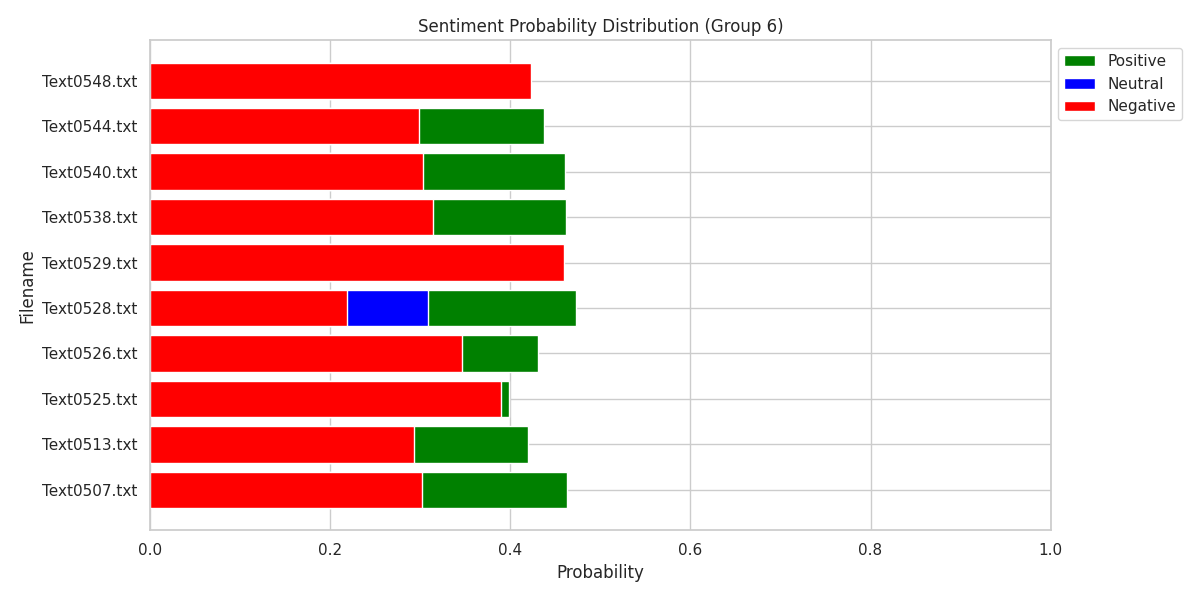 Sentiment Probability Distribution (Group 6)
Positive
Neutral
Negative
Filename
Text0548.txt
Text0544.txt
Text0540.txt
Text0538.txt
Text0529.txt
Text0528.txt
Text0526.txt
Text0525.txt
Text0513.txt
Text0507.txt
0.0 0.2 0.4 0.6 0.8 1.0
Probability